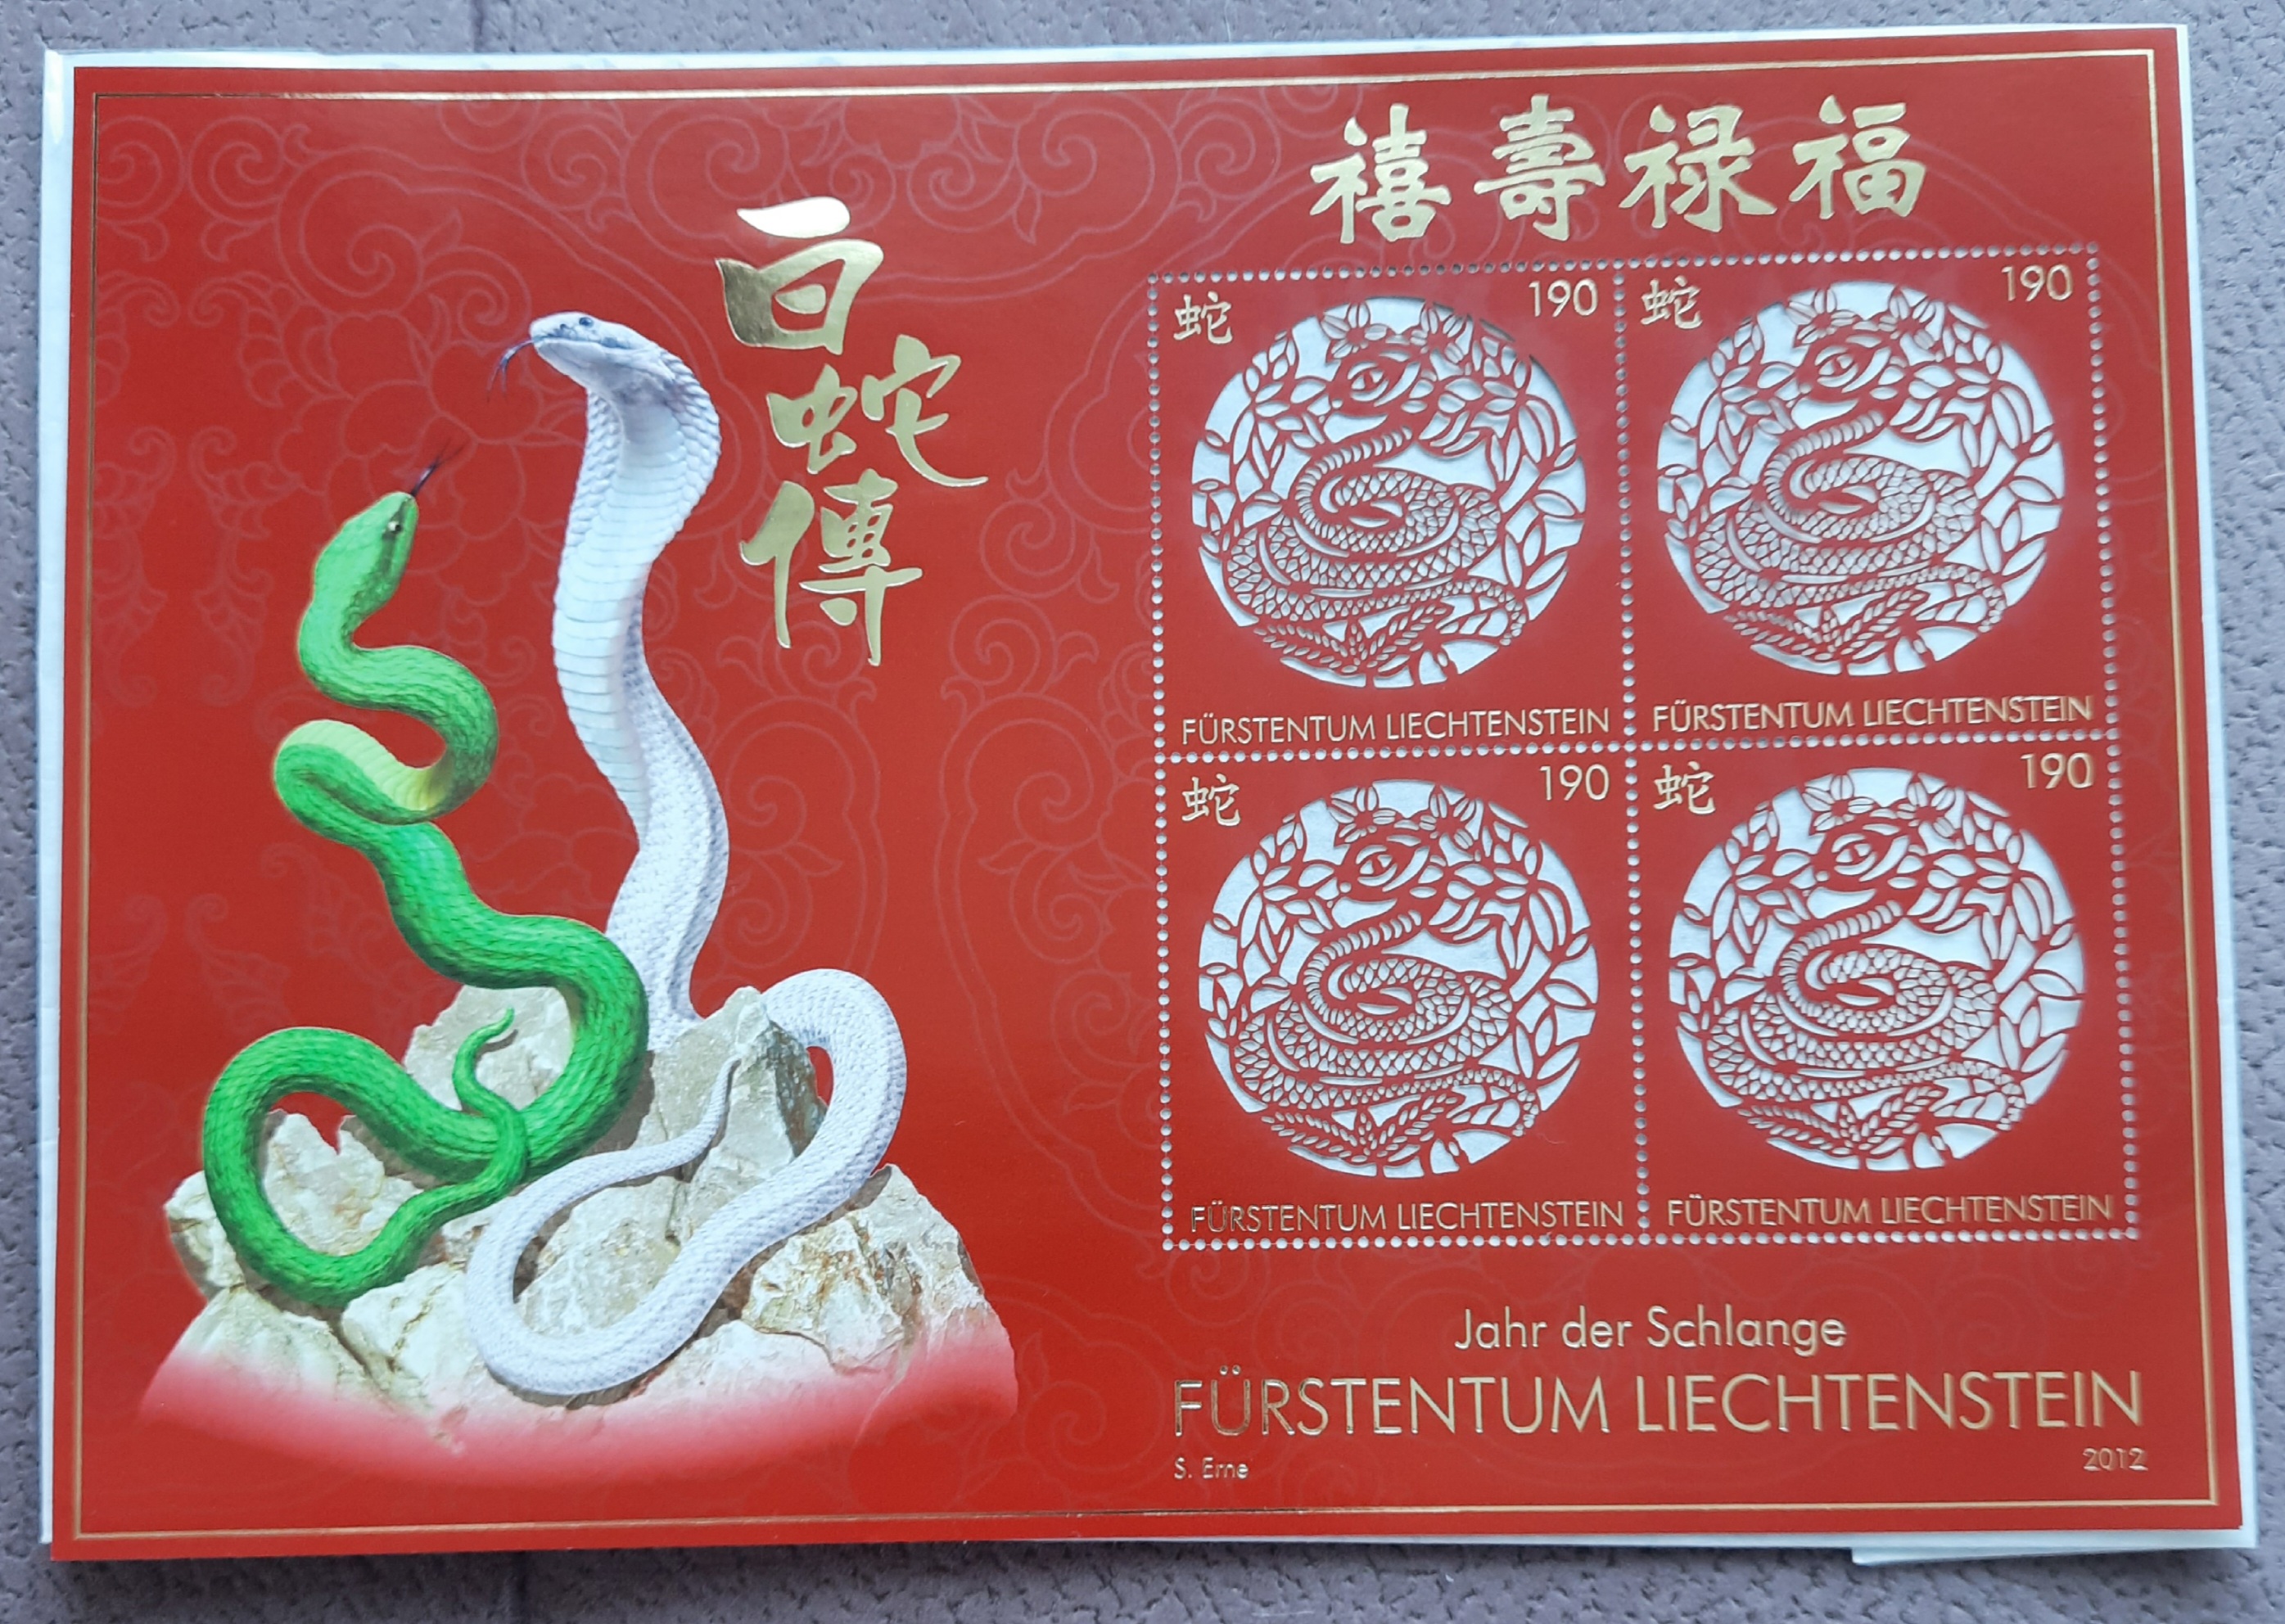 白
蛇
傳
禧壽禄福
蛇 190
蛇 190
FÜRSTENTUM LIECHTENSTEIN
FÜRSTENTUM LIECHTENSTEIN
蛇 190
蛇 190
FÜRSTENTUM LIECHTENSTEIN
FÜRSTENTUM LIECHTENSTEIN
Jahr der Schlange
FÜRSTENTUM LIECHTENSTEIN
S. Erne
2012